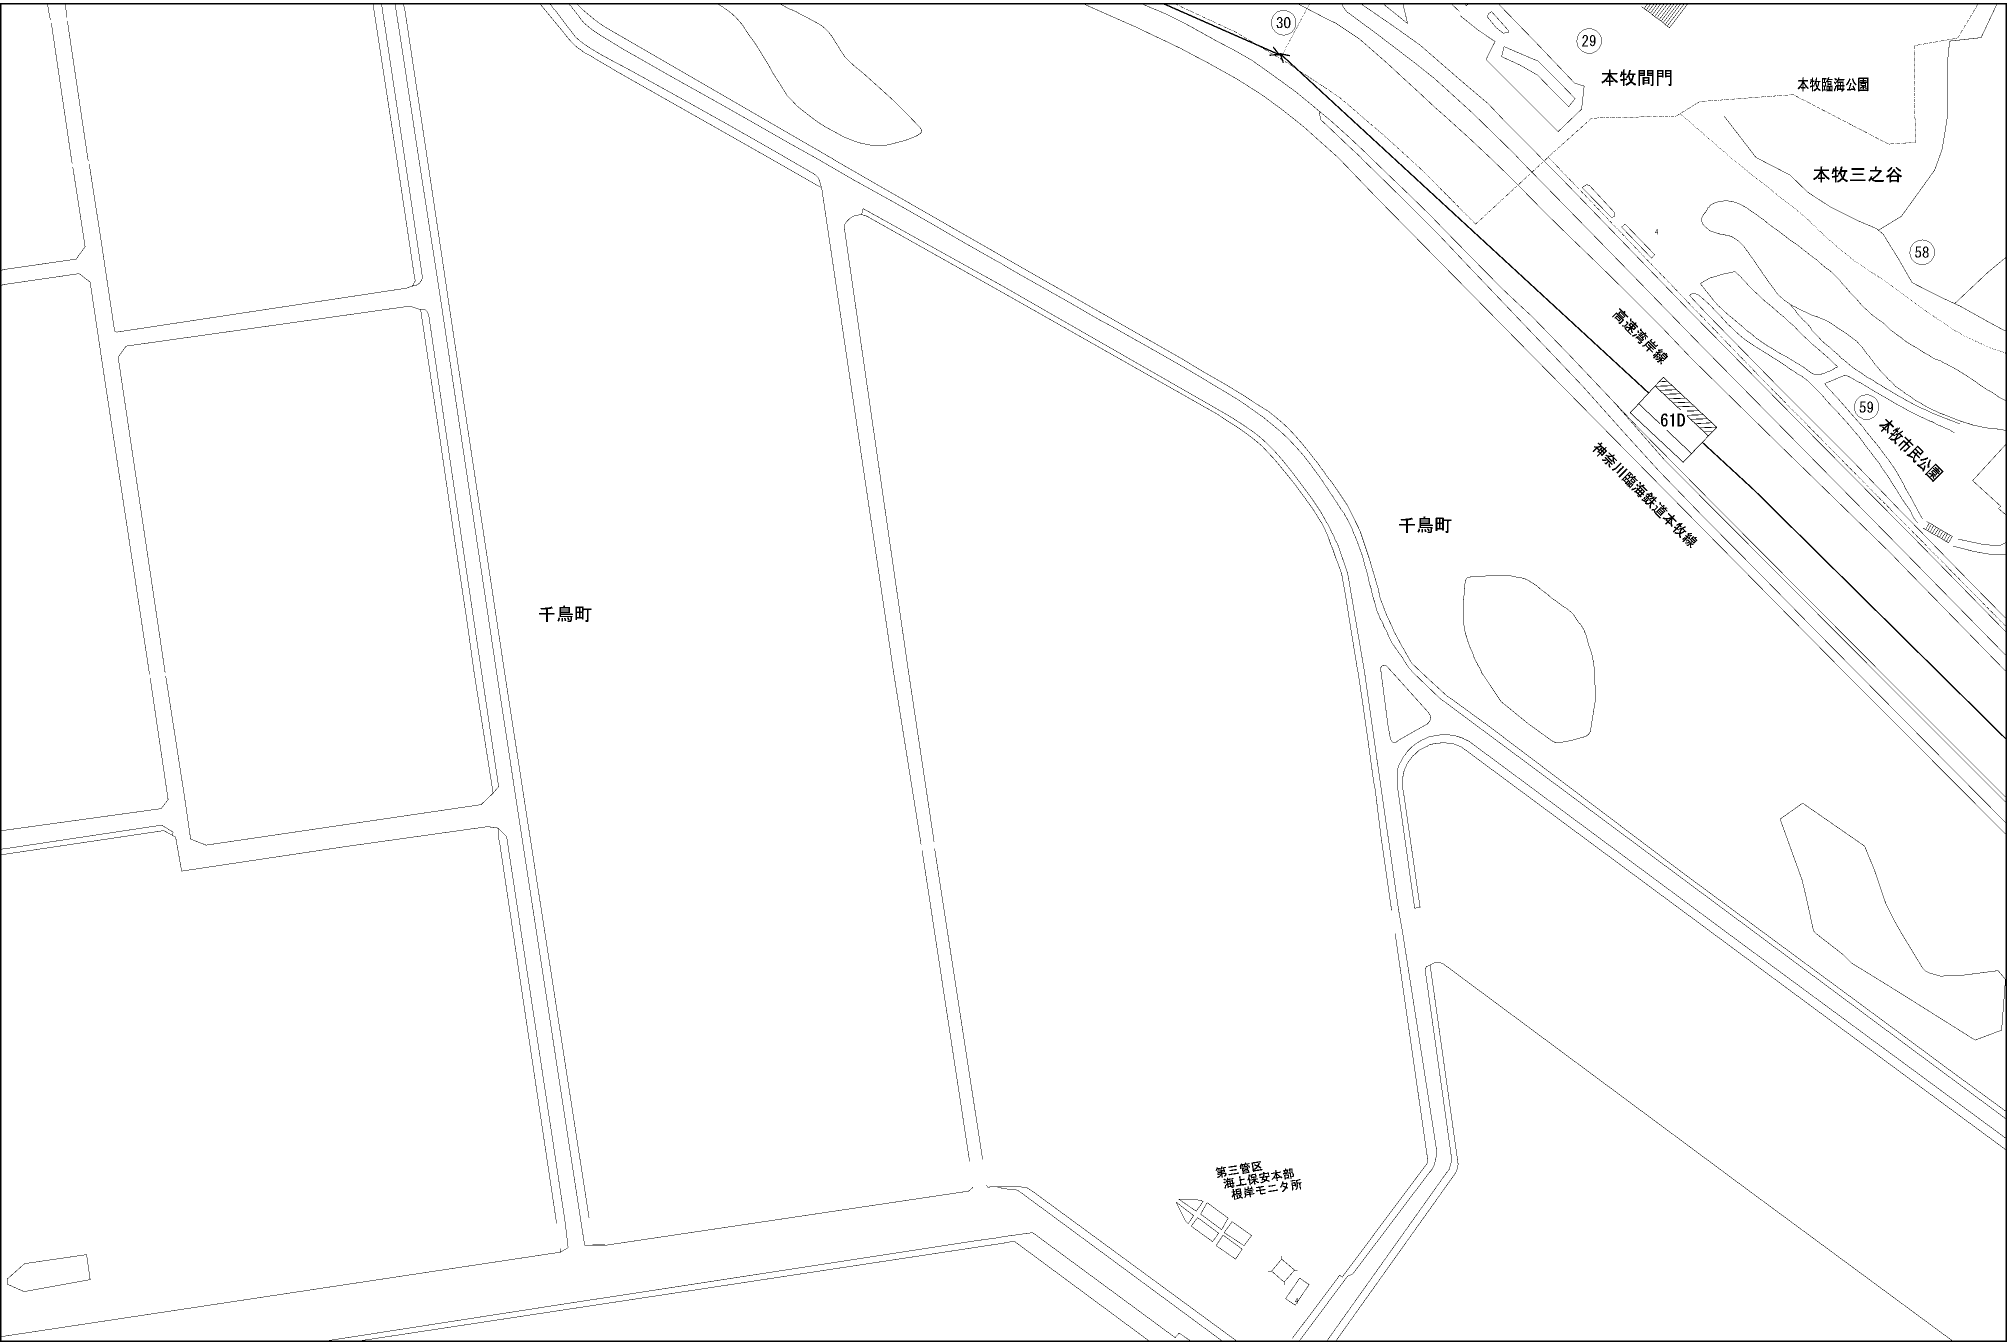 30
29
本牧間門
本牧臨海公園
本牧三之谷
4
58
高速湾岸線
61D
59
本牧市民公園
神奈川臨海鉄道本牧線
千鳥町
千鳥町
第三管区
海上保安本部
根岸モニタ所